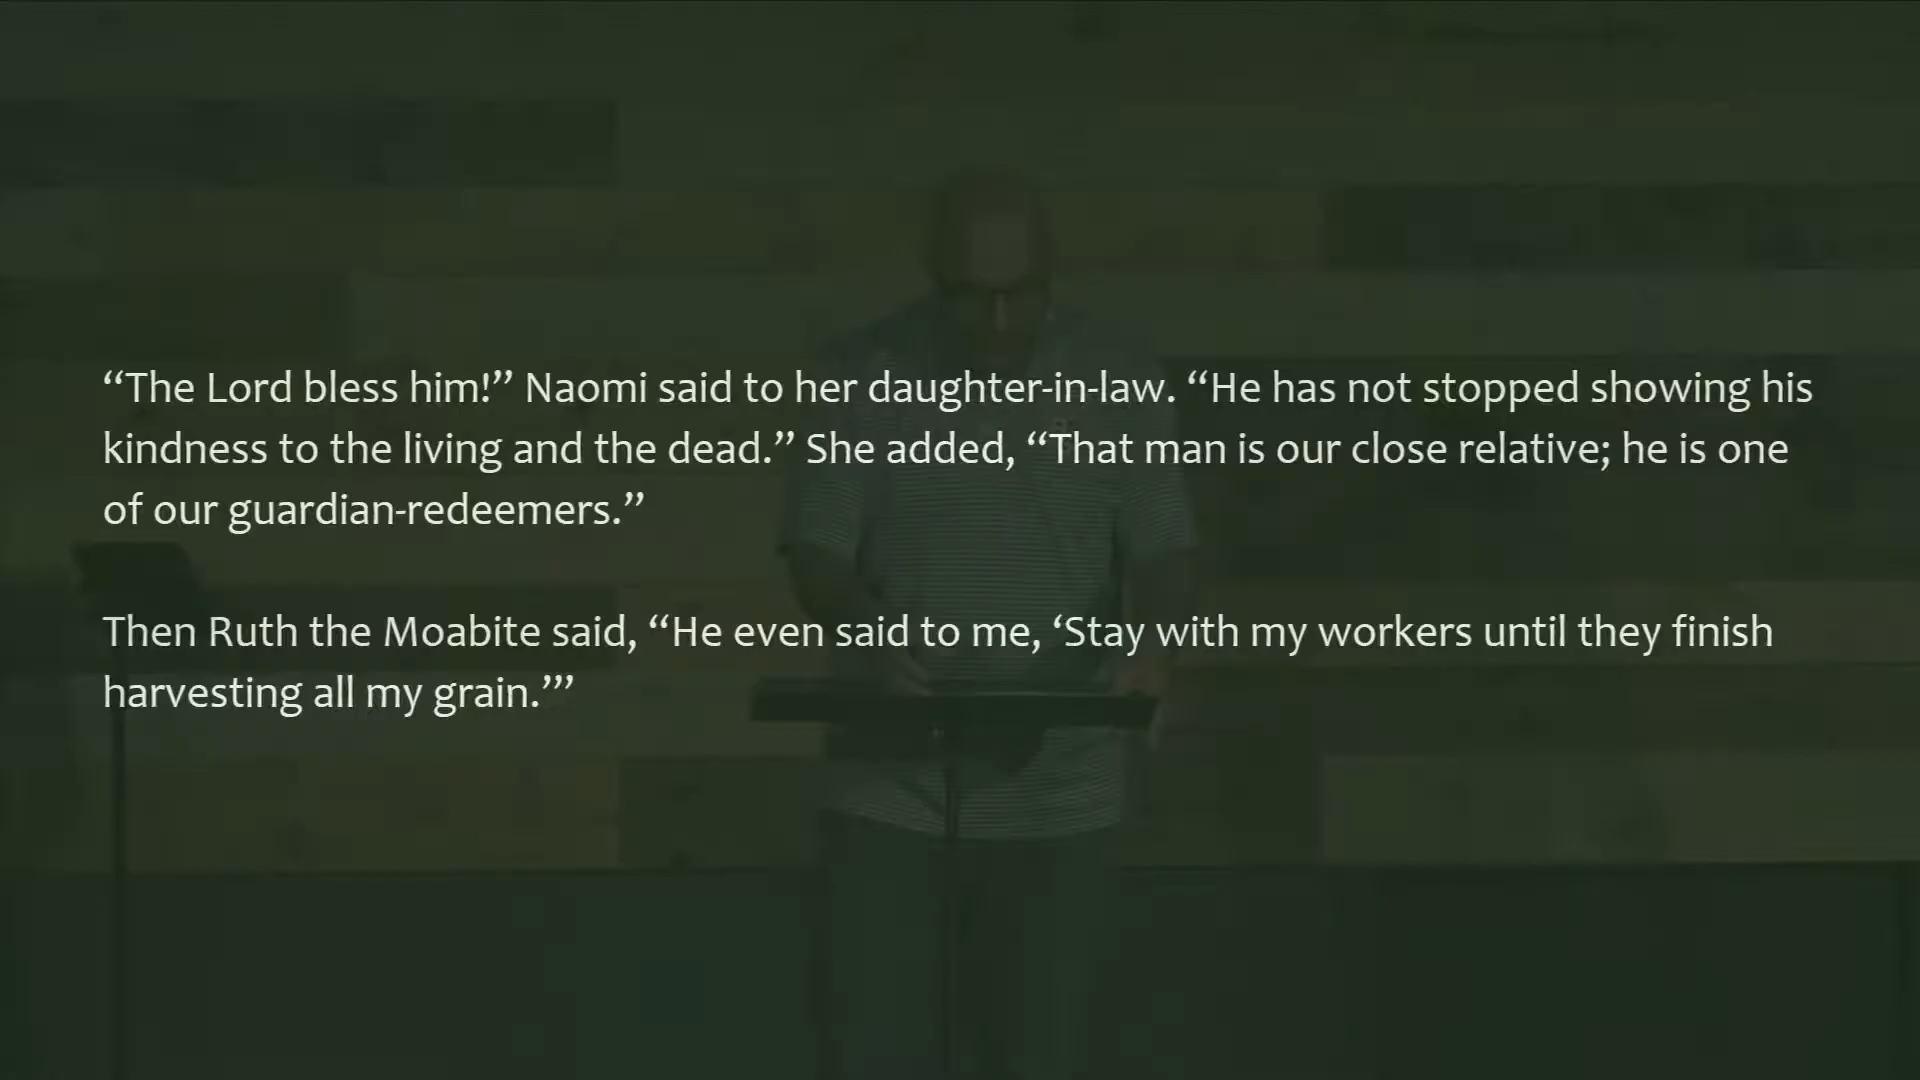 “The Lord bless him!” Naomi said to her daughter-in-law. “He has not stopped showing his
kindness to the living and the dead.” She added, “That man is our close relative; he is one
of our guardian-redeemers.”
Then Ruth the Moabite said, “He even said to me, ‘Stay with my workers until they finish
harvesting all my grain.’”